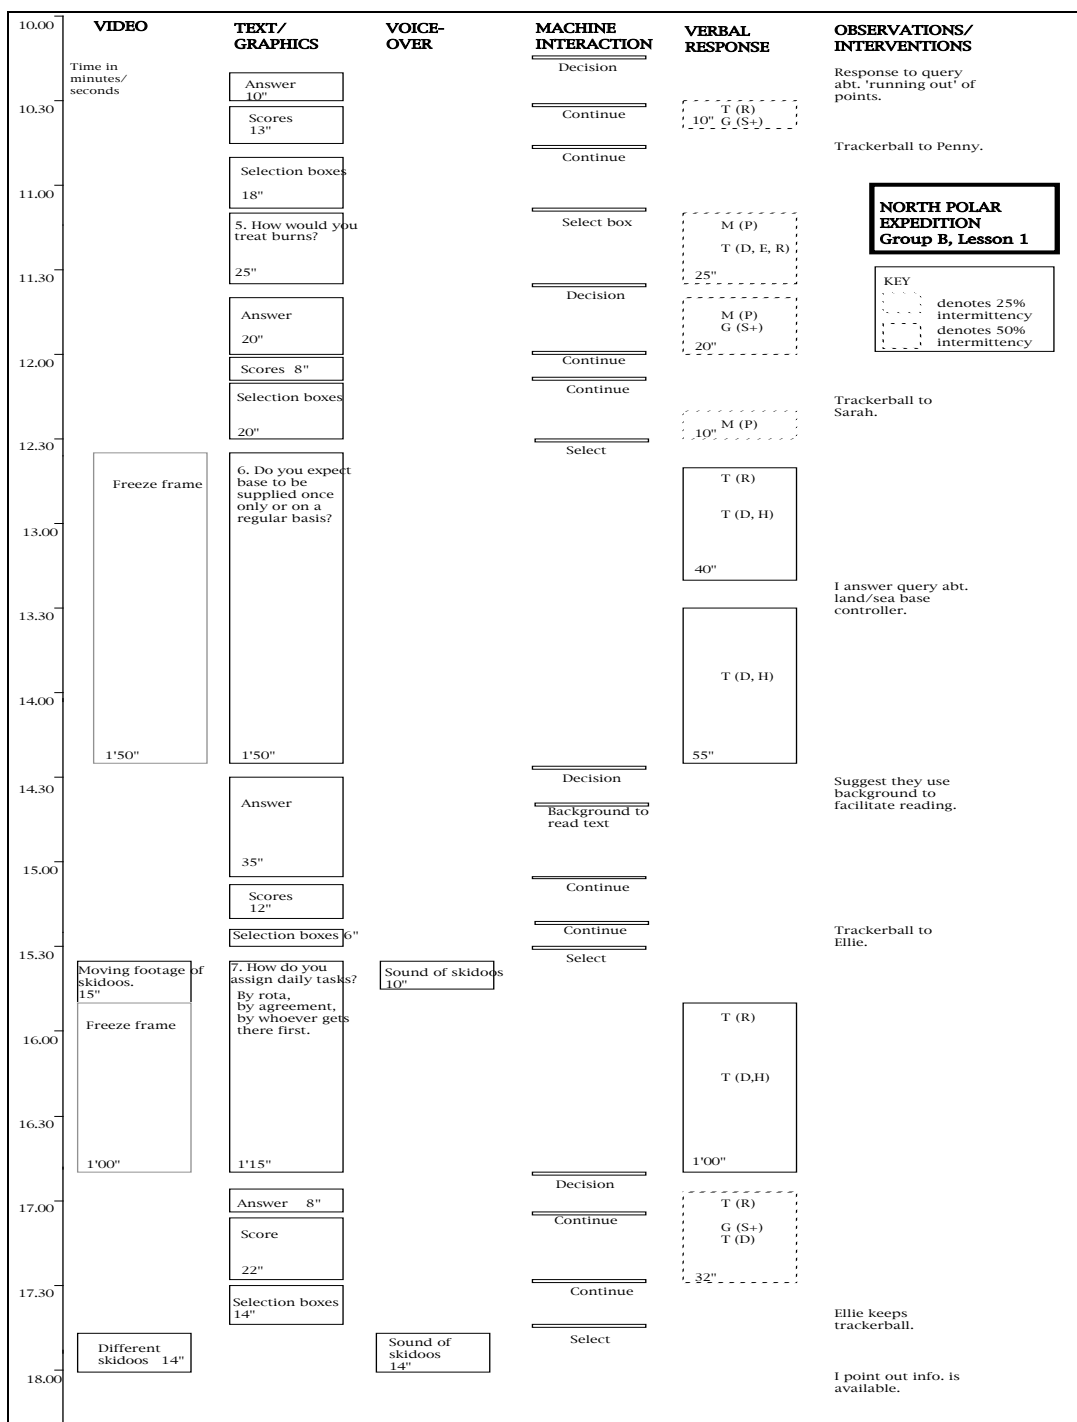 10.00
VIDEO
TEXT/
GRAPHICS
VOICE-
OVER
MACHINE
INTERACTION
VERBAL
RESPONSE
OBSERVATIONS/
INTERVENTIONS
Time in
minutes/
seconds
Decision
Response to query
abt. 'running out' of
points.
Answer
10"
10.30
Scores
13"
Continue
T (R)
10" G (S+)
Continue
Trackerball to Penny.
Selection boxes
18"
11.00
NORTH POLAR
EXPEDITION
Group B, Lesson 1
5. How would you
treat burns?
25"
Select box
M (P)
T (D, E, R)
25"
11.30
KEY
denotes 25%
intermittency
denotes 50%
intermittency
Decision
Answer
20"
M (P)
G (S+)
20"
12.00
Continue
Scores 8"
Continue
Selection boxes
20"
Trackerball to
Sarah.
M (P)
10"
12.30
Select
Freeze frame
1'50"
6. Do you expect
base to be
supplied once
only or on a
regular basis?
1'50"
T (R)
T (D, H)
40"
13.00
I answer query abt.
land/sea base
controller.
13.30
T (D, H)
55"
14.00
14.30
Decision
Suggest they use
background to
facilitate reading.
Answer
35"
Background to
read text
15.00
Continue
Scores
12"
Continue
Trackerball to
Ellie.
Selection boxes 6"
15.30
Select
Moving footage of
skidoos.
15"
7. How do you
assign daily tasks?
By rota,
by agreement,
by whoever gets
there first.
1'15"
Sound of skidoos
10"
Freeze frame
1'00"
T (R)
T (D,H)
1'00"
16.00
16.30
Decision
17.00
Answer 8"
Continue
T (R)
G (S+)
T (D)
32"
Score
22"
17.30
Continue
Selection boxes
14"
Ellie keeps
trackerball.
Select
Different
skidoos 14"
Sound of
skidoos
14"
18.00
I point out info. is
available.